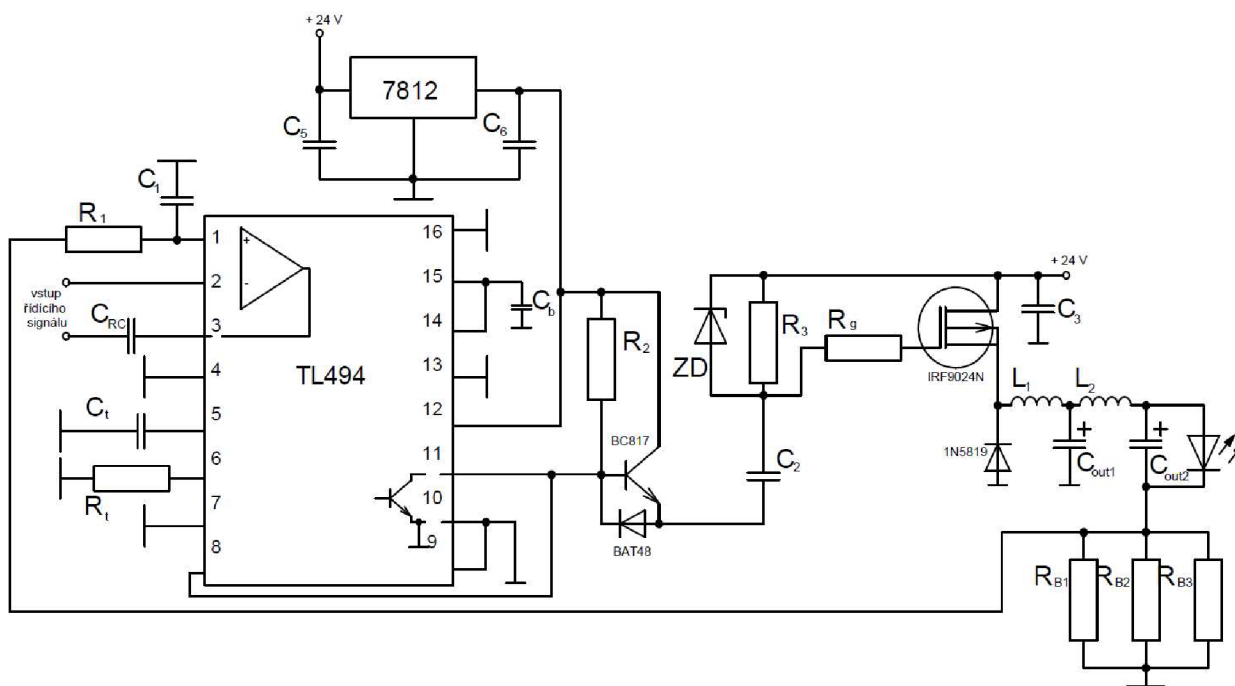 + 24 V
7812
C5
C6
C1
R1
1
2
3
4
5
6
7
8
16
15
14
13
12
11
10
9
+
-
vstup
řídícího
signálu
CRC
TL494
Ct
Rt
Cb
R2
BC817
BAT48
ZD
R3
Rg
C2
+ 24 V
C3
IRF9024N
L1
L2
1N5819
+
Cout1
+
Cout2
RB1
RB2
RB3